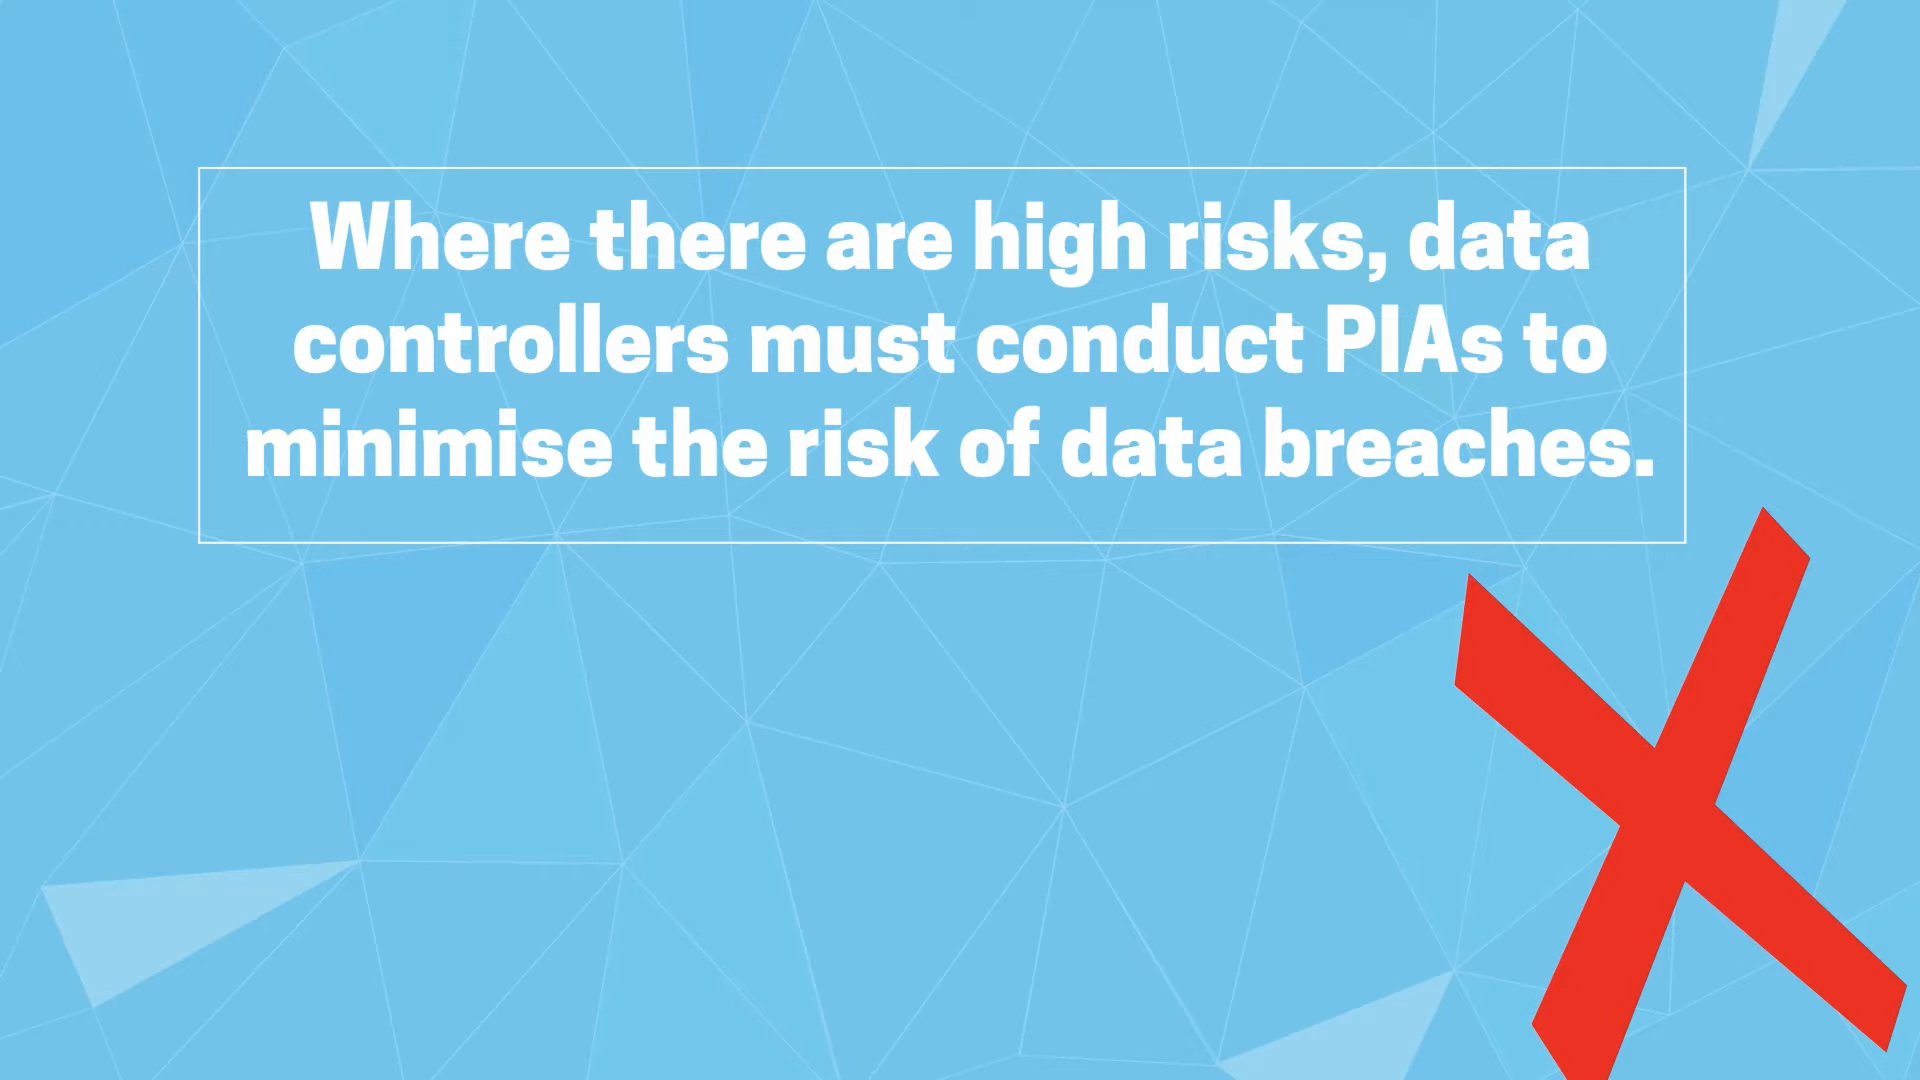 Where there are high risks, data
controllers must conduct PIAs to
minimise the risk of data breaches.